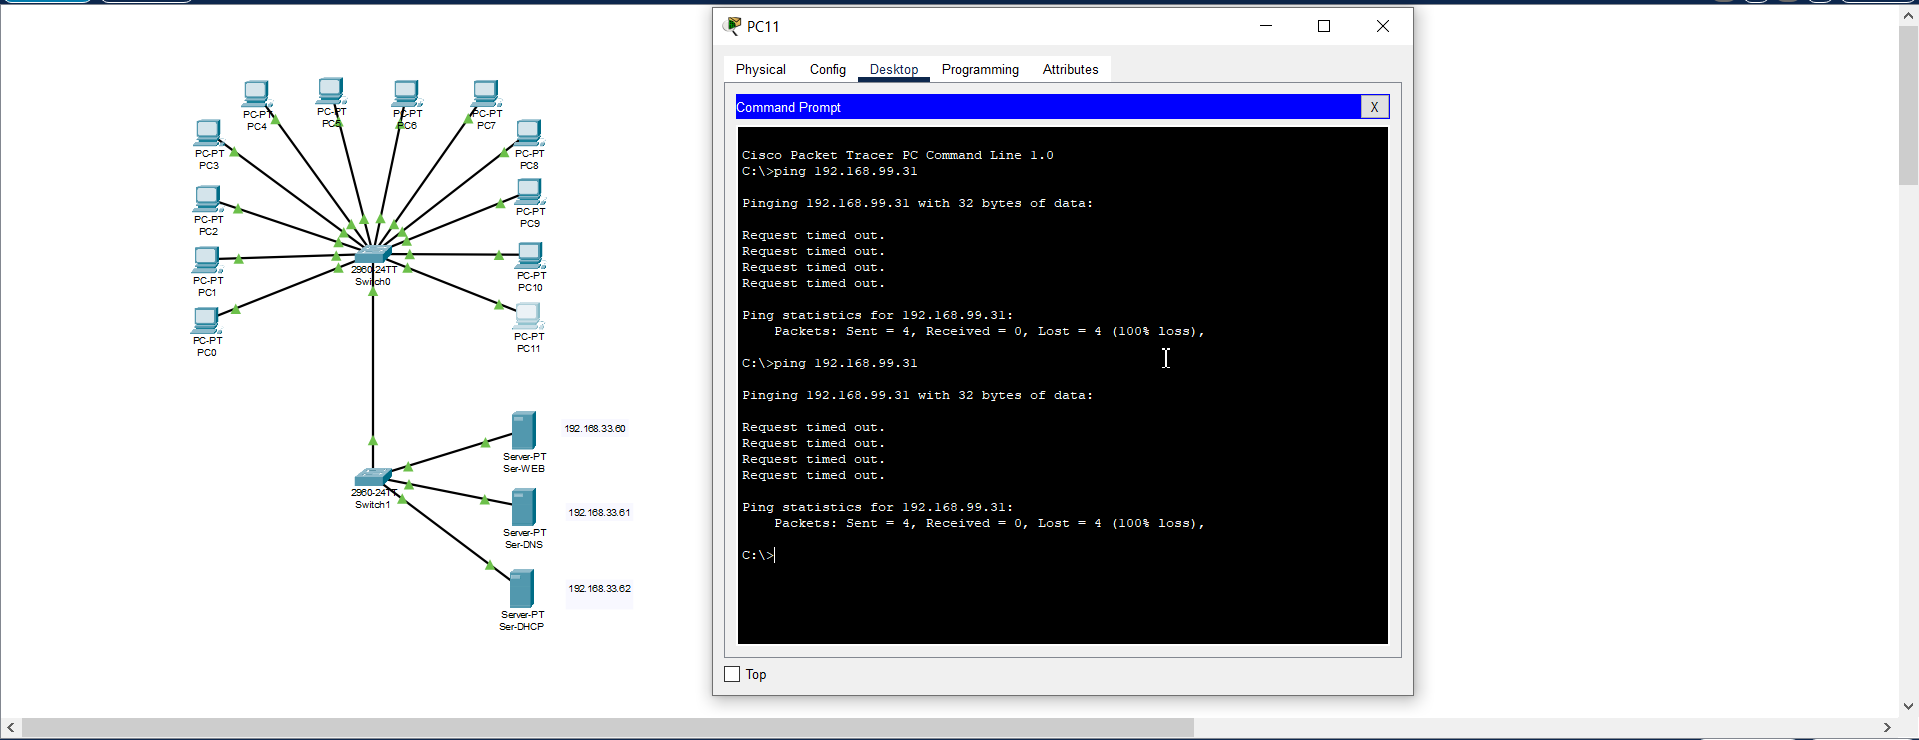 PC-PT
PC4
PC-PT
PC5
PC-PT
PC6
PC-PT
PC7
PC-PT
PC3
PC-PT
PC8
PC-PT
PC2
PC-PT
PC9
PC-PT
PC1
2960-24TT
Switch0
PC-PT
PC10
PC-PT
PC0
PC-PT
PC11
192.168.33.60
Server-PT
Ser-WEB
2960-24TT
Switch1
192.168.33.61
Server-PT
Ser-DNS
192.168.33.62
Server-PT
Ser-DHCP
PC11
Physical Config Desktop Programming Attributes
Command Prompt X
Cisco Packet Tracer PC Command Line 1.0
C:\>ping 192.168.99.31
Pinging 192.168.99.31 with 32 bytes of data:
Request timed out.
Request timed out.
Request timed out.
Request timed out.
Ping statistics for 192.168.99.31:
Packets: Sent = 4, Received = 0, Lost = 4 (100% loss),
C:\>ping 192.168.99.31
Pinging 192.168.99.31 with 32 bytes of data:
Request timed out.
Request timed out.
Request timed out.
Request timed out.
Ping statistics for 192.168.99.31:
Packets: Sent = 4, Received = 0, Lost = 4 (100% loss),
C:\>
Top